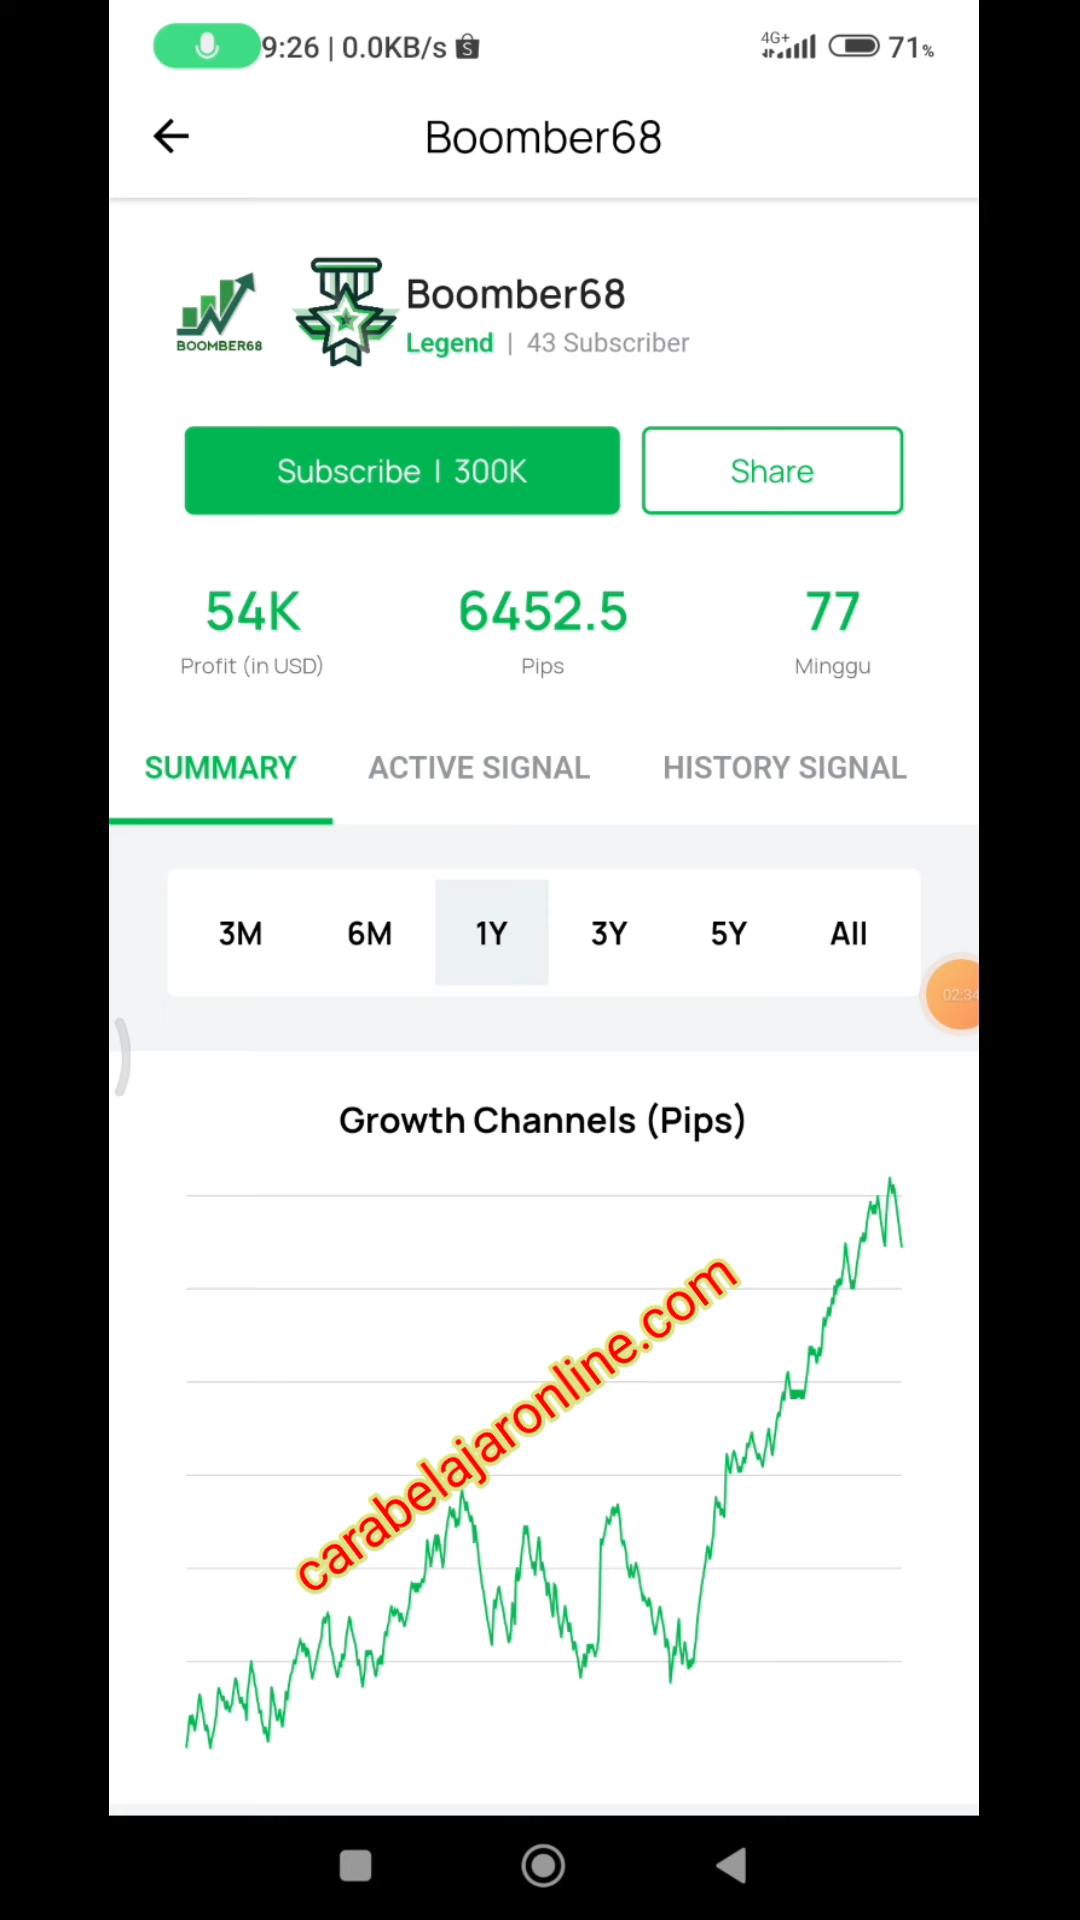 9:26 | 0.0KB/s
4G+
71%
Boomber68
BOOMBER68
Boomber68
Legend | 43 Subscriber
Subscribe | 300K
Share
54K
6452.5
77
Profit (in USD)
Pips
Minggu
SUMMARY
ACTIVE SIGNAL
HISTORY SIGNAL
3M
6M
1Y
3Y
5Y
All
02:34
Growth Channels (Pips)
carabelajaronline.com